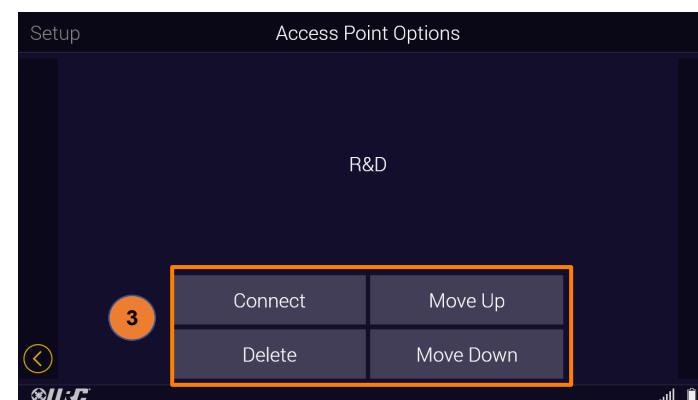 Setup
Access Point Options
R&D
3
Connect
Move Up
Delete
Move Down